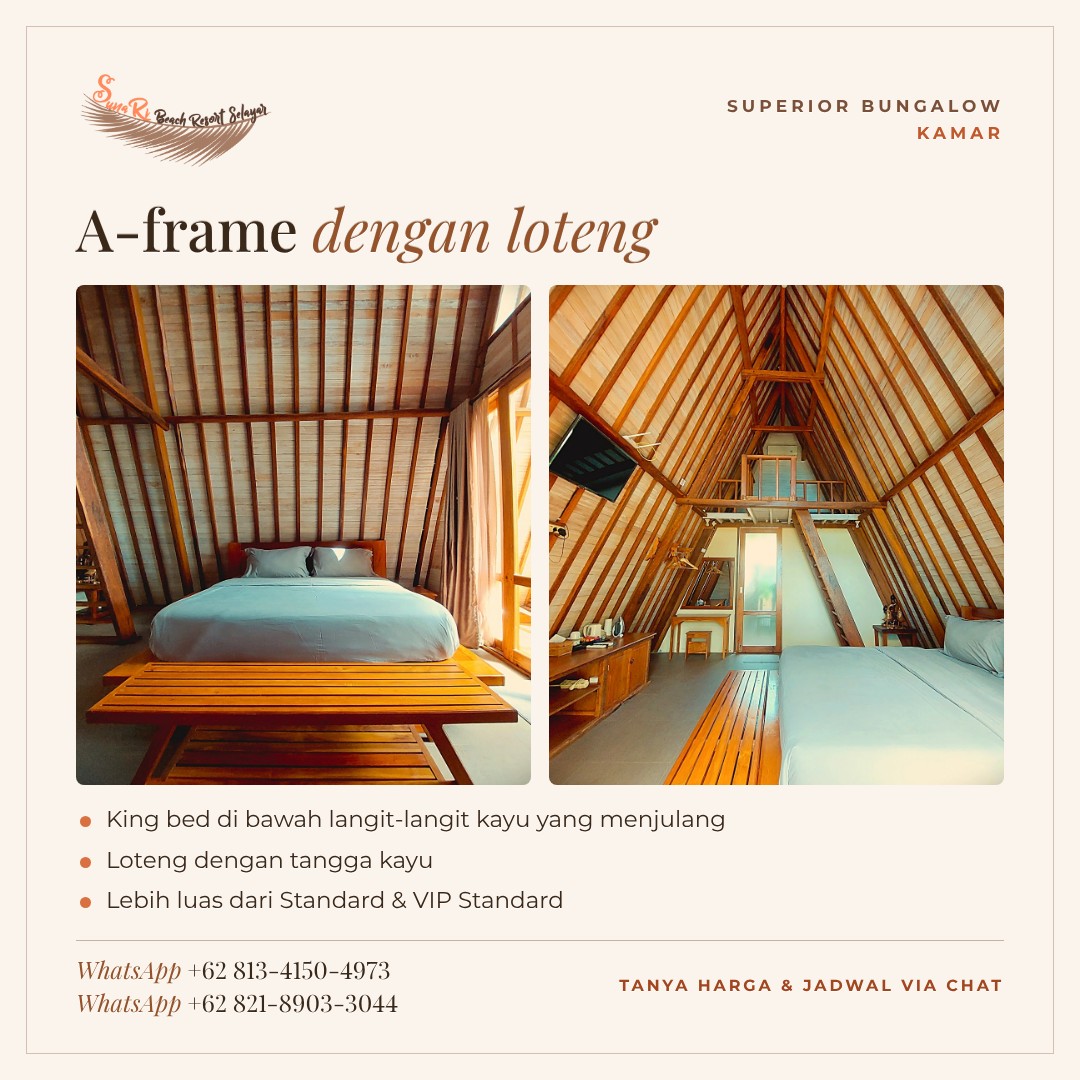 SunaRi Beach Resort Selayar
SUPERIOR BUNGALOW
KAMAR
A-frame dengan loteng
King bed di bawah langit-langit kayu yang menjulang
Loteng dengan tangga kayu
Lebih luas dari Standard & VIP Standard
WhatsApp +62 813-4150-4973
WhatsApp +62 821-8903-3044
TANYA HARGA & JADWAL VIA CHAT